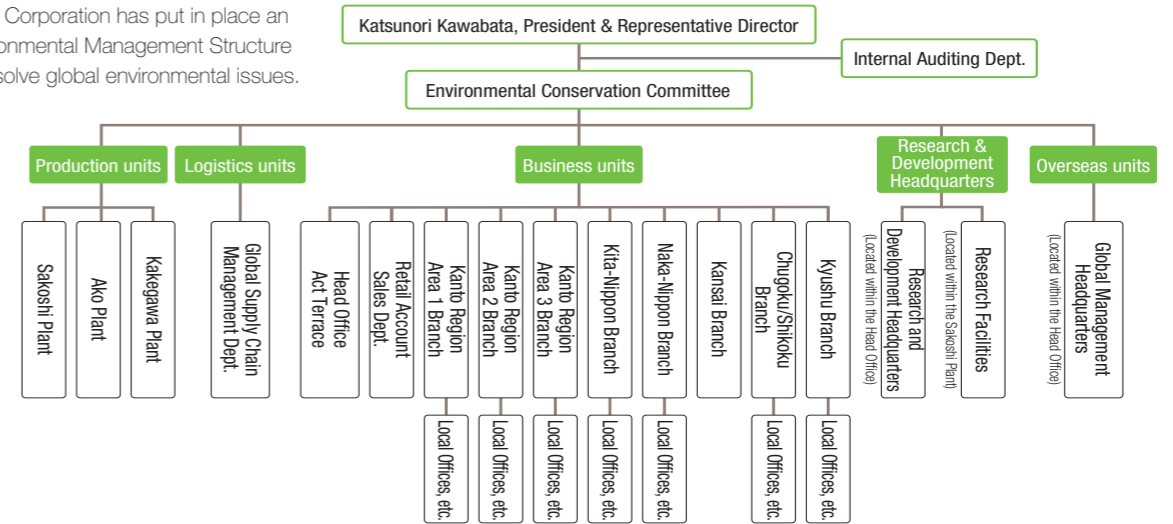 Corporation has put in place an
onmental Management Structure
solve global environmental issues.
Katsunori Kawabata, President & Representative Director
Internal Auditing Dept.
Environmental Conservation Committee
Production units
Logistics units
Business units
Research &
Development
Headquarters
Overseas units
Sakoshi Plant
Ako Plant
Kakegawa Plant
Global Supply Chain
Management Dept.
Head Office
Act Terrace
Retail Account
Sales Dept.
Kanto Region
Area 1 Branch
Kanto Region
Area 2 Branch
Kanto Region
Area 3 Branch
Kita-Nippon Branch
Naka-Nippon Branch
Kansai Branch
Chugoku/Shikoku
Branch
Kyushu Branch
Research and
Development Headquarters
(Located within the Head Office)
Research Facilities
(Located within the Sakoshi Plant)
Global Management
Headquarters
(Located within the Head Office)
Local Offices, etc.
Local Offices, etc.
Local Offices, etc.
Local Offices, etc.
Local Offices, etc.
Local Offices, etc.
Local Offices, etc.